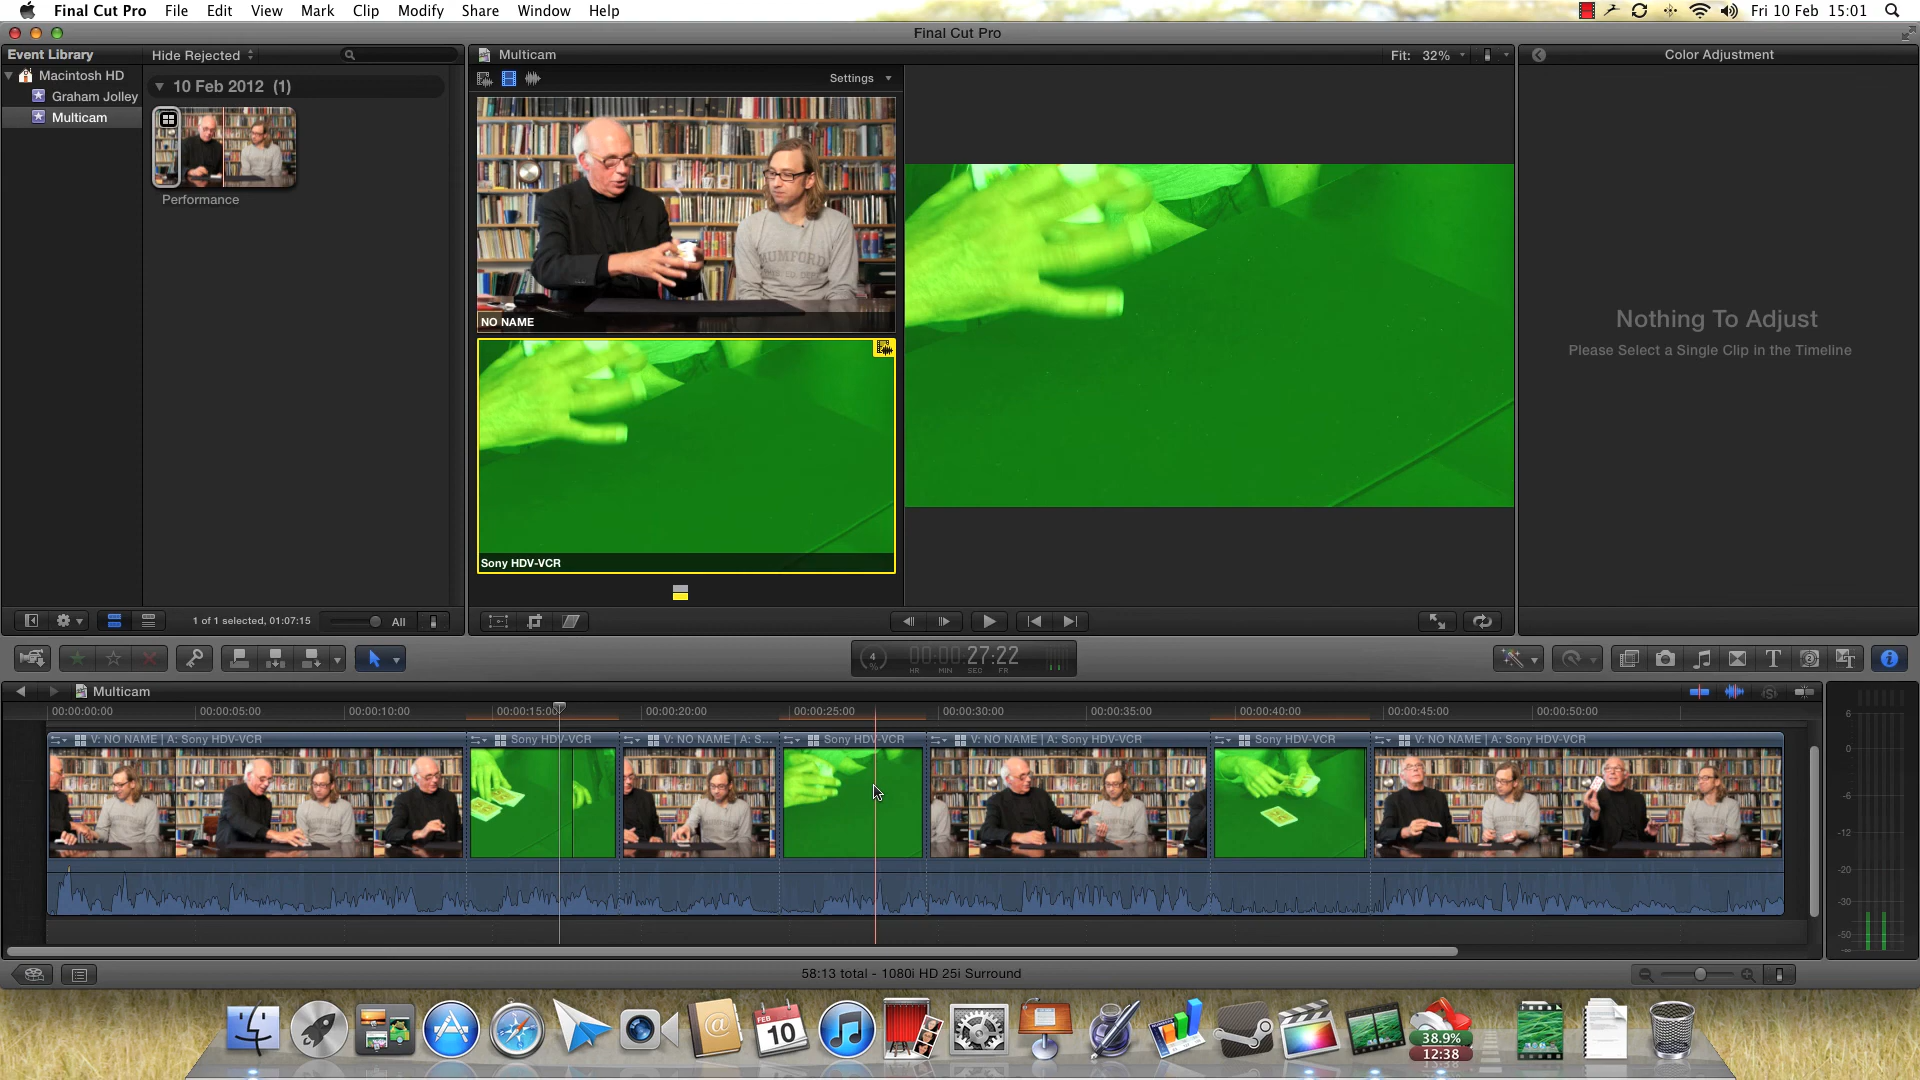 Final Cut Pro File Edit View Mark Clip Modify Share Window Help
Fri 10 Feb 15:01
Final Cut Pro
Event Library
Hide Rejected
Multicam
Fit: 32%
Color Adjustment
Macintosh HD
Graham Jolley
Multicam
10 Feb 2012 (1)
Performance
Settings
MUMFORD
NO NAME
Sony HDV-VCR
Nothing To Adjust
Please Select a Single Clip in the Timeline
1 of 1 selected, 01:07:15
All
4
%
00:00:27:22
HR MIN SEC FR
Multicam
00:00:00:00
00:00:05:00
00:00:10:00
00:00:15:00
00:00:20:00
00:00:25:00
00:00:30:00
00:00:35:00
00:00:40:00
00:00:45:00
00:00:50:00
V: NO NAME | A: Sony HDV-VCR
Sony HDV-VCR
V: NO NAME | A: S...
Sony HDV-VCR
V: NO NAME | A: Sony HDV-VCR
Sony HDV-VCR
V: NO NAME | A: Sony HDV-VCR
6
0
-6
-12
-20
-30
-50
-∞
58:13 total - 1080i HD 25i Surround
FEB
10
38.9%
12:38